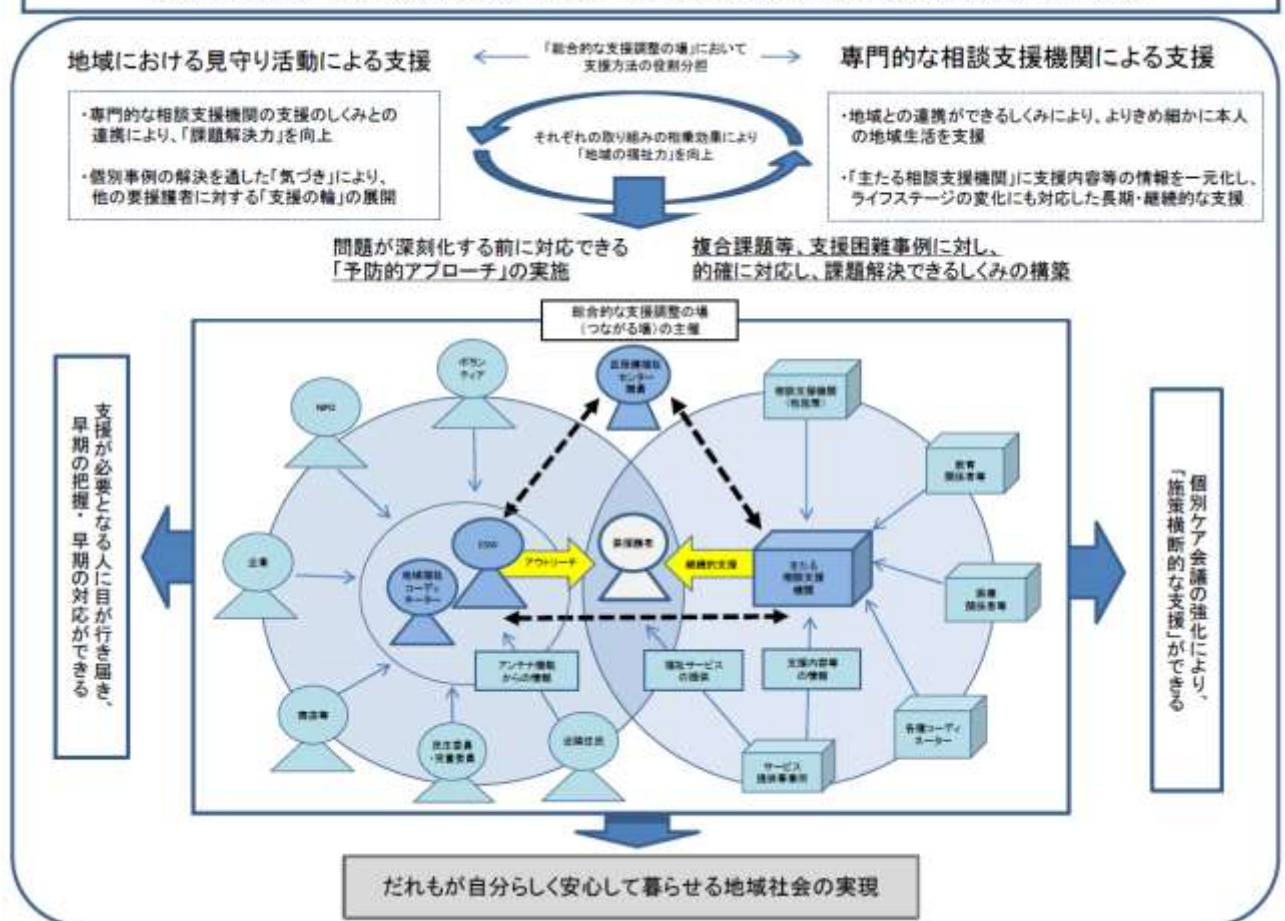 地域における見守り活動による支援
「総合的な支援調整の場」において
支援方法の役割分担
専門的な相談支援機関による支援
・専門的な相談支援機関の支援のしくみとの
連携により、「課題解決力」を向上
・個別事例の解決を通した「気づき」により、
他の要援護者に対する「支援の輪」の展開
それぞれの取り組みの相乗効果により
「地域の福祉力」を向上
・地域との連携ができるしくみにより、よりきめ細かに本人
の地域生活を支援
・「主たる相談支援機関」に支援内容等の情報を一元化し、
ライフステージの変化にも対応した長期・継続的な支援
問題が深刻化する前に対応できる
「予防的アプローチ」の実施
複合課題等、支援困難事例に対し、
的確に対応し、課題解決できるしくみの構築
総合的な支援調整の場
(つながる場)の主催
支援が必要となる人に目が行き届き、
早期の把握・早期の対応ができる
ボラン
ティア
区保健福祉
センター
職員
相談支援機関
NPO
教育
関係者等
企業
CSW
アウトリーチ
要援護者
継続的支援
主たる
相談支援
機関
地域福祉
コーディ
ネーター
医療
関係者等
アンテナ機能
からの情報
福祉サービス
の提供
支援内容等
の情報
商店等
民生委員
・児童委員
近隣住民
サービス
提供事業所
各種コーディ
ネーター
個別ケア会議の強化により、
「施策横断的な支援」ができる
だれもが自分らしく安心して暮らせる地域社会の実現